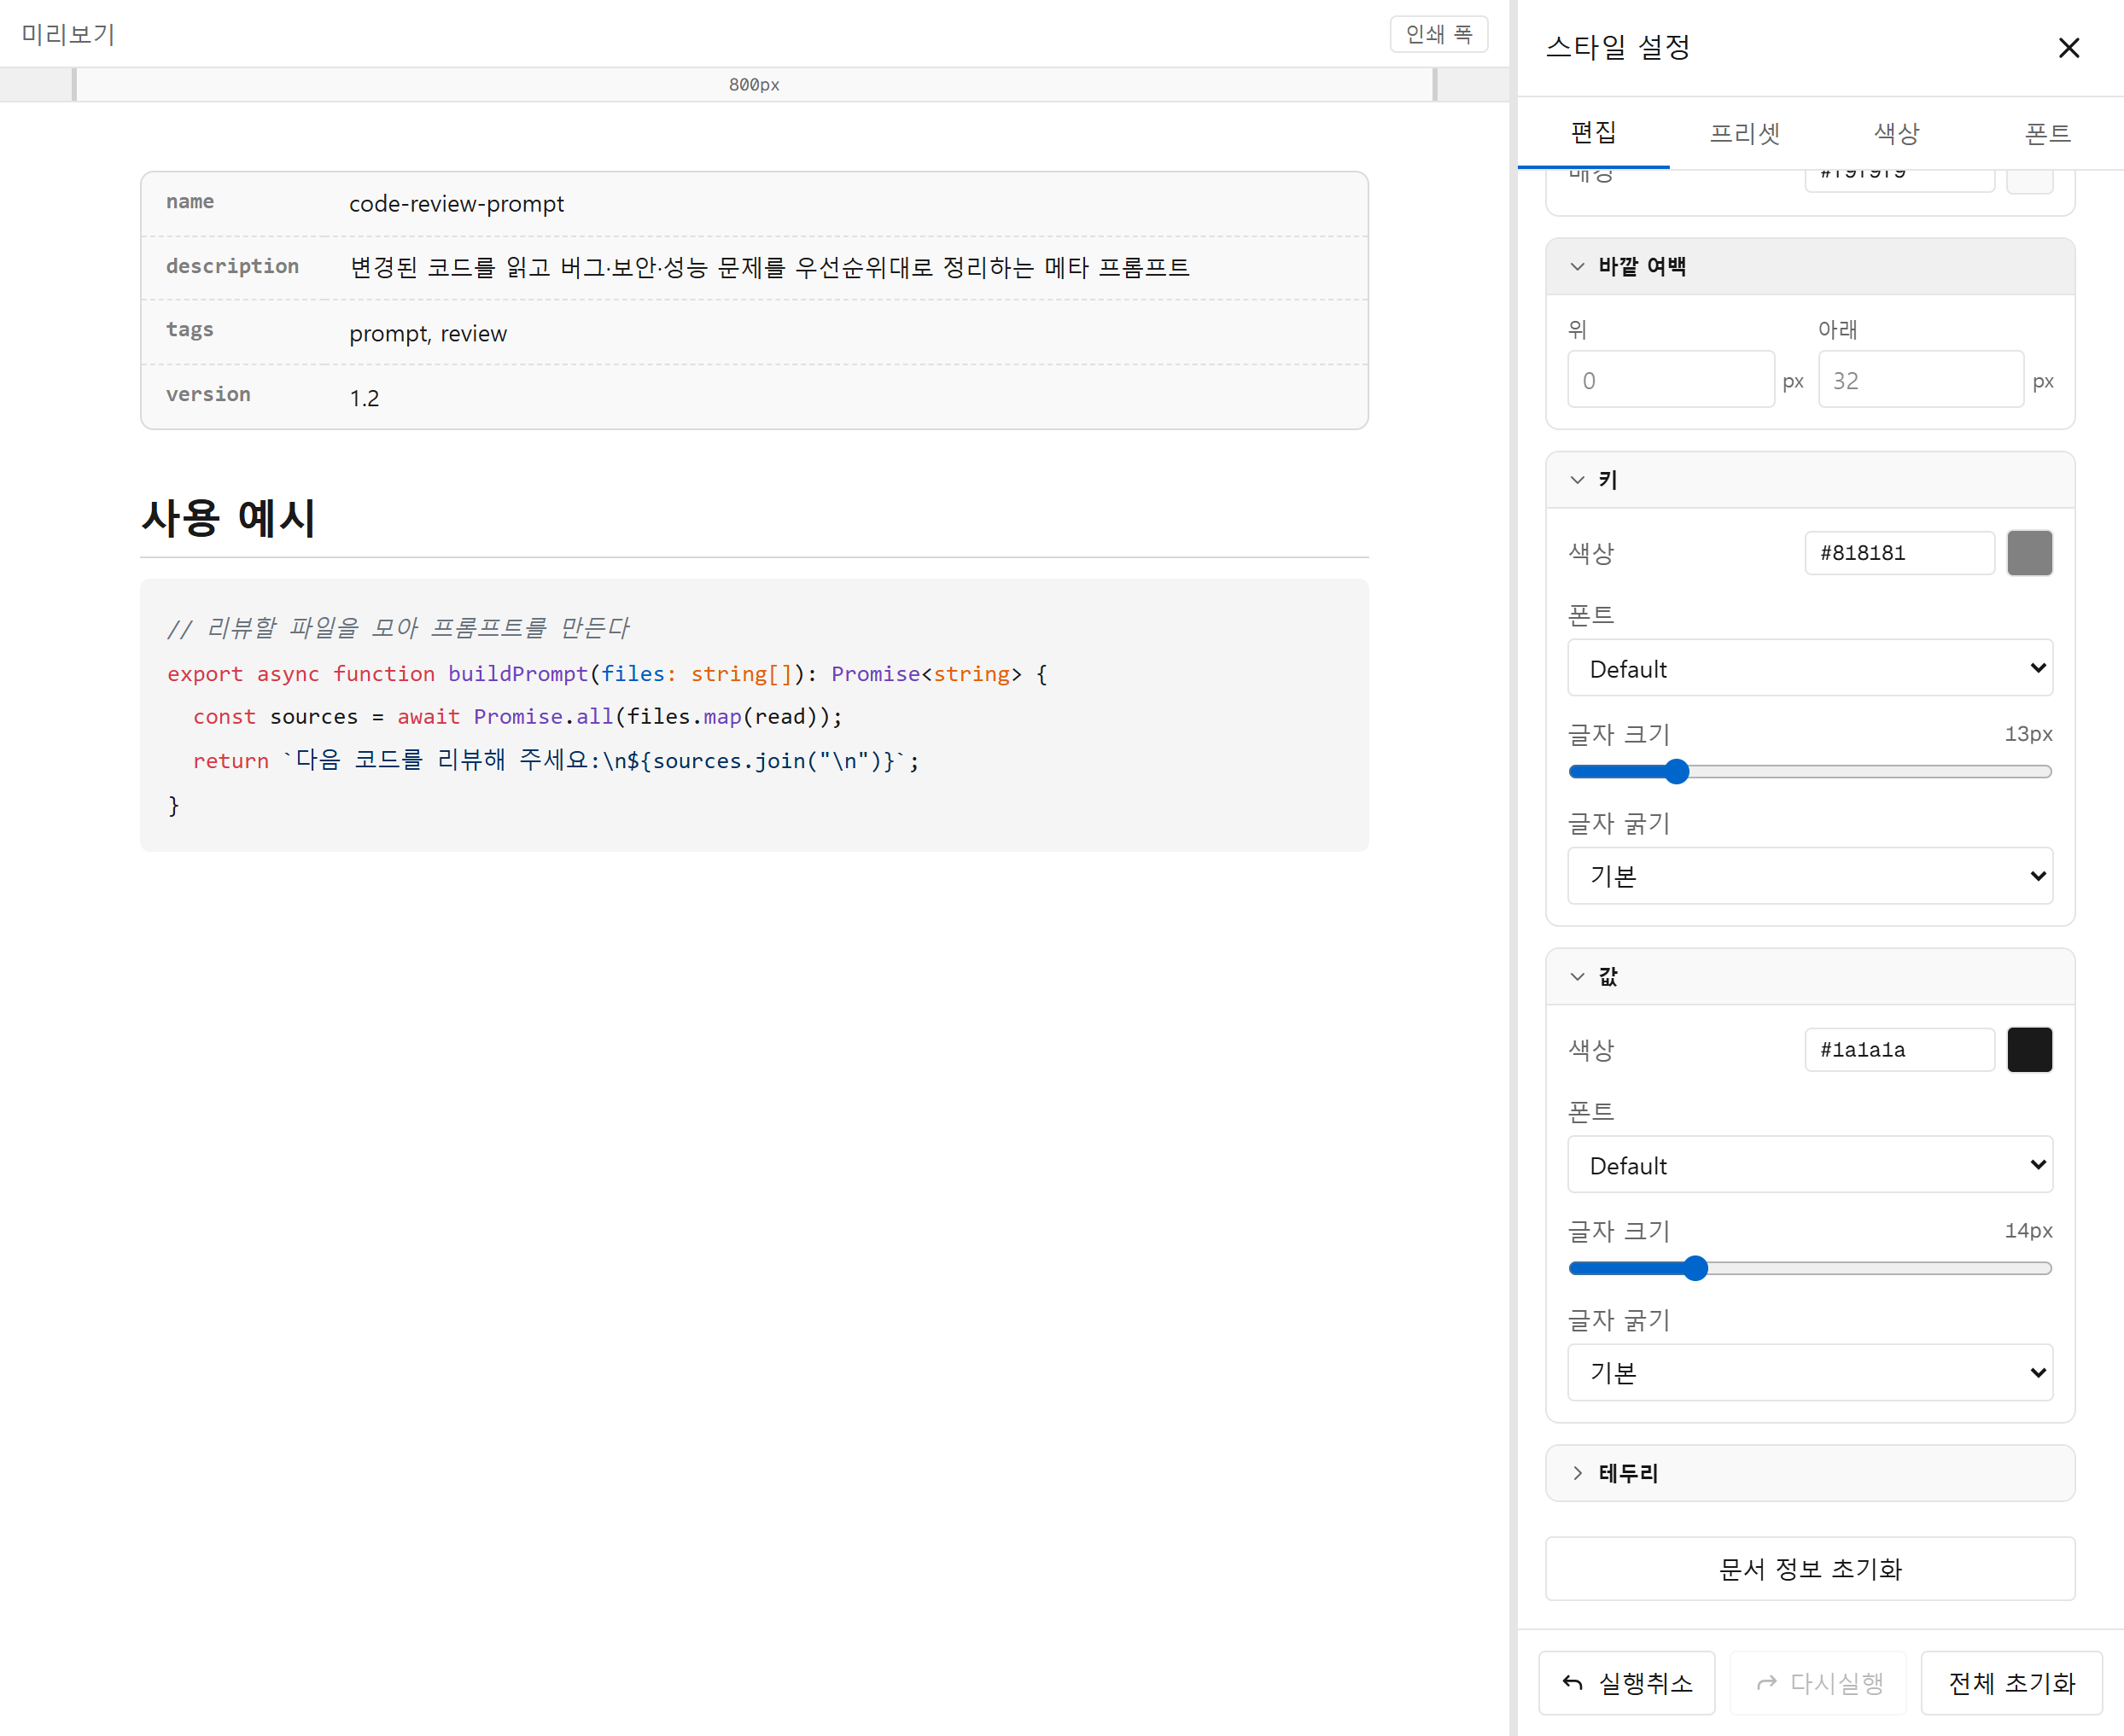 미리보기
인쇄 폭
800px
name
code-review-prompt
description
변경된 코드를 읽고 버그·보안·성능 문제를 우선순위대로 정리하는 메타 프롬프트
tags
prompt, review
version
1.2
사용 예시
// 리뷰할 파일을 모아 프롬프트를 만든다
export async function buildPrompt(files: string[]): Promise<string> {
  const sources = await Promise.all(files.map(read));
  return `다음 코드를 리뷰해 주세요:\n${sources.join("\n")}`;
}
스타일 설정
편집
프리셋
색상
폰트
배경
#f9f9f9
바깥 여백
위
아래
0
px
32
px
키
색상
#818181
폰트
Default
글자 크기
13px
글자 굵기
기본
값
색상
#1a1a1a
폰트
Default
글자 크기
14px
글자 굵기
기본
테두리
문서 정보 초기화
실행취소
다시실행
전체 초기화